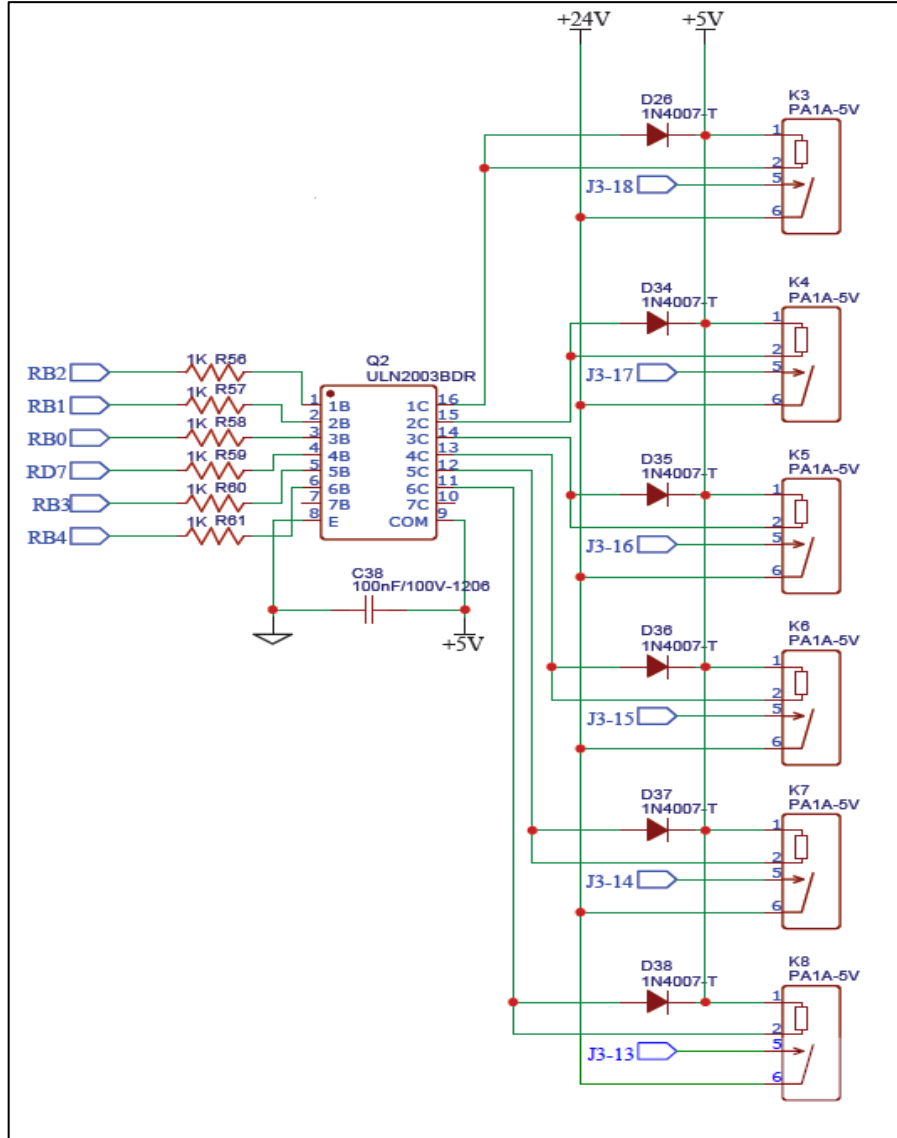 +24V
+5V
D26
1N4007-T
K3
PA1A-5V
1
2
5
6
J3-18
D34
1N4007-T
K4
PA1A-5V
1
2
5
6
J3-17
Q2
ULN2003BDR
RB2
1K R56
RB1
1K R57
RB0
1K R58
RD7
1K R59
RB3
1K R60
RB4
1K R61
1 1B 1C 16
2 2B 2C 15
3 3B 3C 14
4 4B 4C 13
5 5B 5C 12
6 6B 6C 11
7 7B 7C 10
8 E COM 9
D35
1N4007-T
K5
PA1A-5V
1
2
5
6
J3-16
C38
100nF/100V-1206
+5V
D36
1N4007-T
K6
PA1A-5V
1
2
5
6
J3-15
D37
1N4007-T
K7
PA1A-5V
1
2
5
6
J3-14
D38
1N4007-T
K8
PA1A-5V
1
2
5
6
J3-13